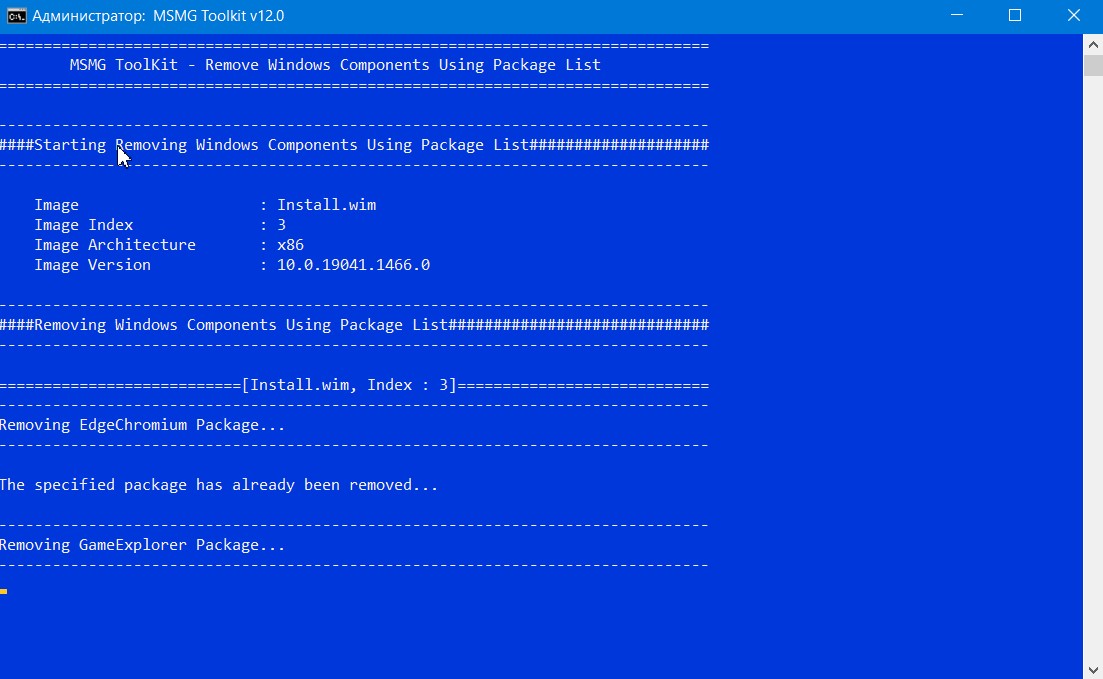 Администратор: MSMG Toolkit v12.0
===============================================================================
MSMG ToolKit - Remove Windows Components Using Package List
===============================================================================
-------------------------------------------------------------------------------
####Starting Removing Windows Components Using Package List####################
-------------------------------------------------------------------------------
Image : Install.wim
Image Index : 3
Image Architecture : x86
Image Version : 10.0.19041.1466.0
-------------------------------------------------------------------------------
####Removing Windows Components Using Package List#############################
-------------------------------------------------------------------------------
===========================[Install.wim, Index : 3]============================
-------------------------------------------------------------------------------
Removing EdgeChromium Package...
-------------------------------------------------------------------------------
The specified package has already been removed...
-------------------------------------------------------------------------------
Removing GameExplorer Package...
-------------------------------------------------------------------------------